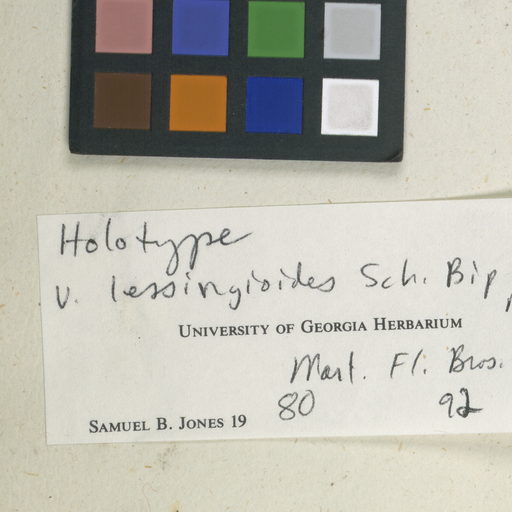 Holotype
V. lessingioides Sch. Bip
UNIVERSITY OF GEORGIA HERBARIUM
Mart. Fl. Bras.
SAMUEL B. JONES 19 80 92